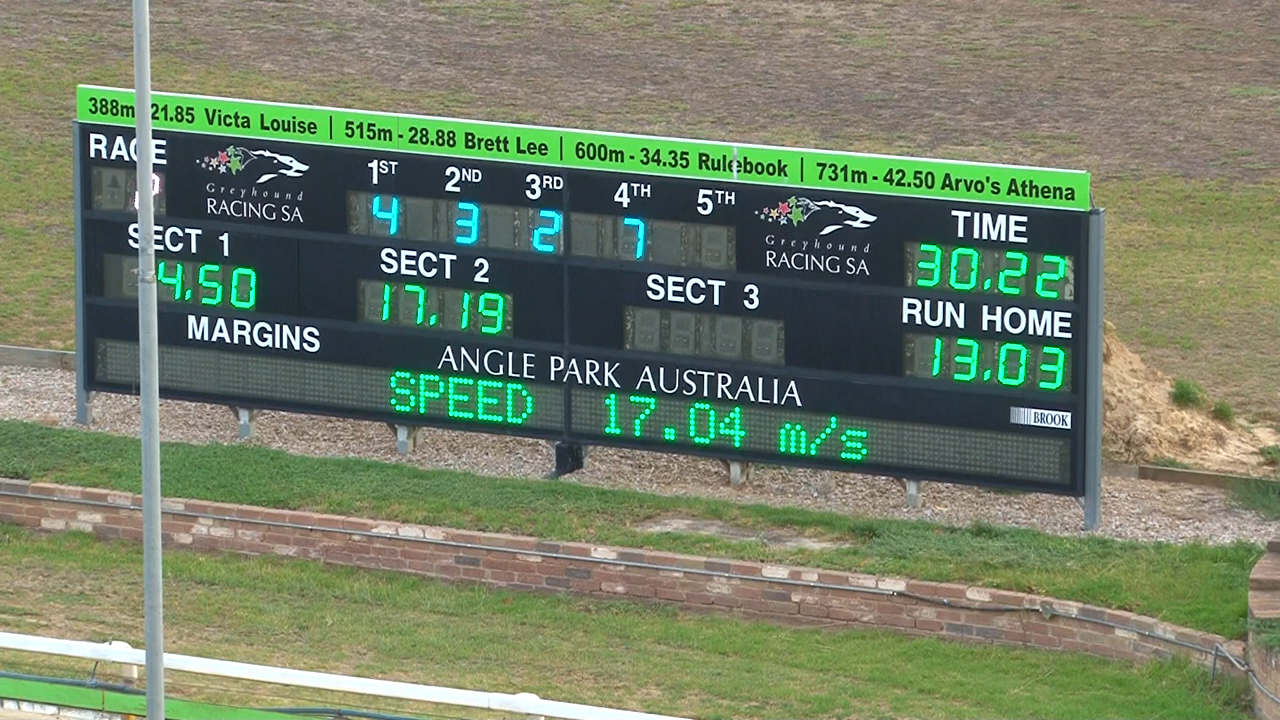 388m 21.85 Victa Louise | 515m - 28.88 Brett Lee | 600m - 34.35 Rulebook | 731m - 42.50 Arvo's Athena
RACE
Greyhound
RACING SA
1ST 2ND 3RD 4TH 5TH
4 3 2 7
Greyhound
RACING SA
TIME
30.22
SECT 1
4.50
SECT 2
17.19
SECT 3
RUN HOME
13.03
MARGINS
ANGLE PARK AUSTRALIA
SPEED 17.04 m/s
BROOK